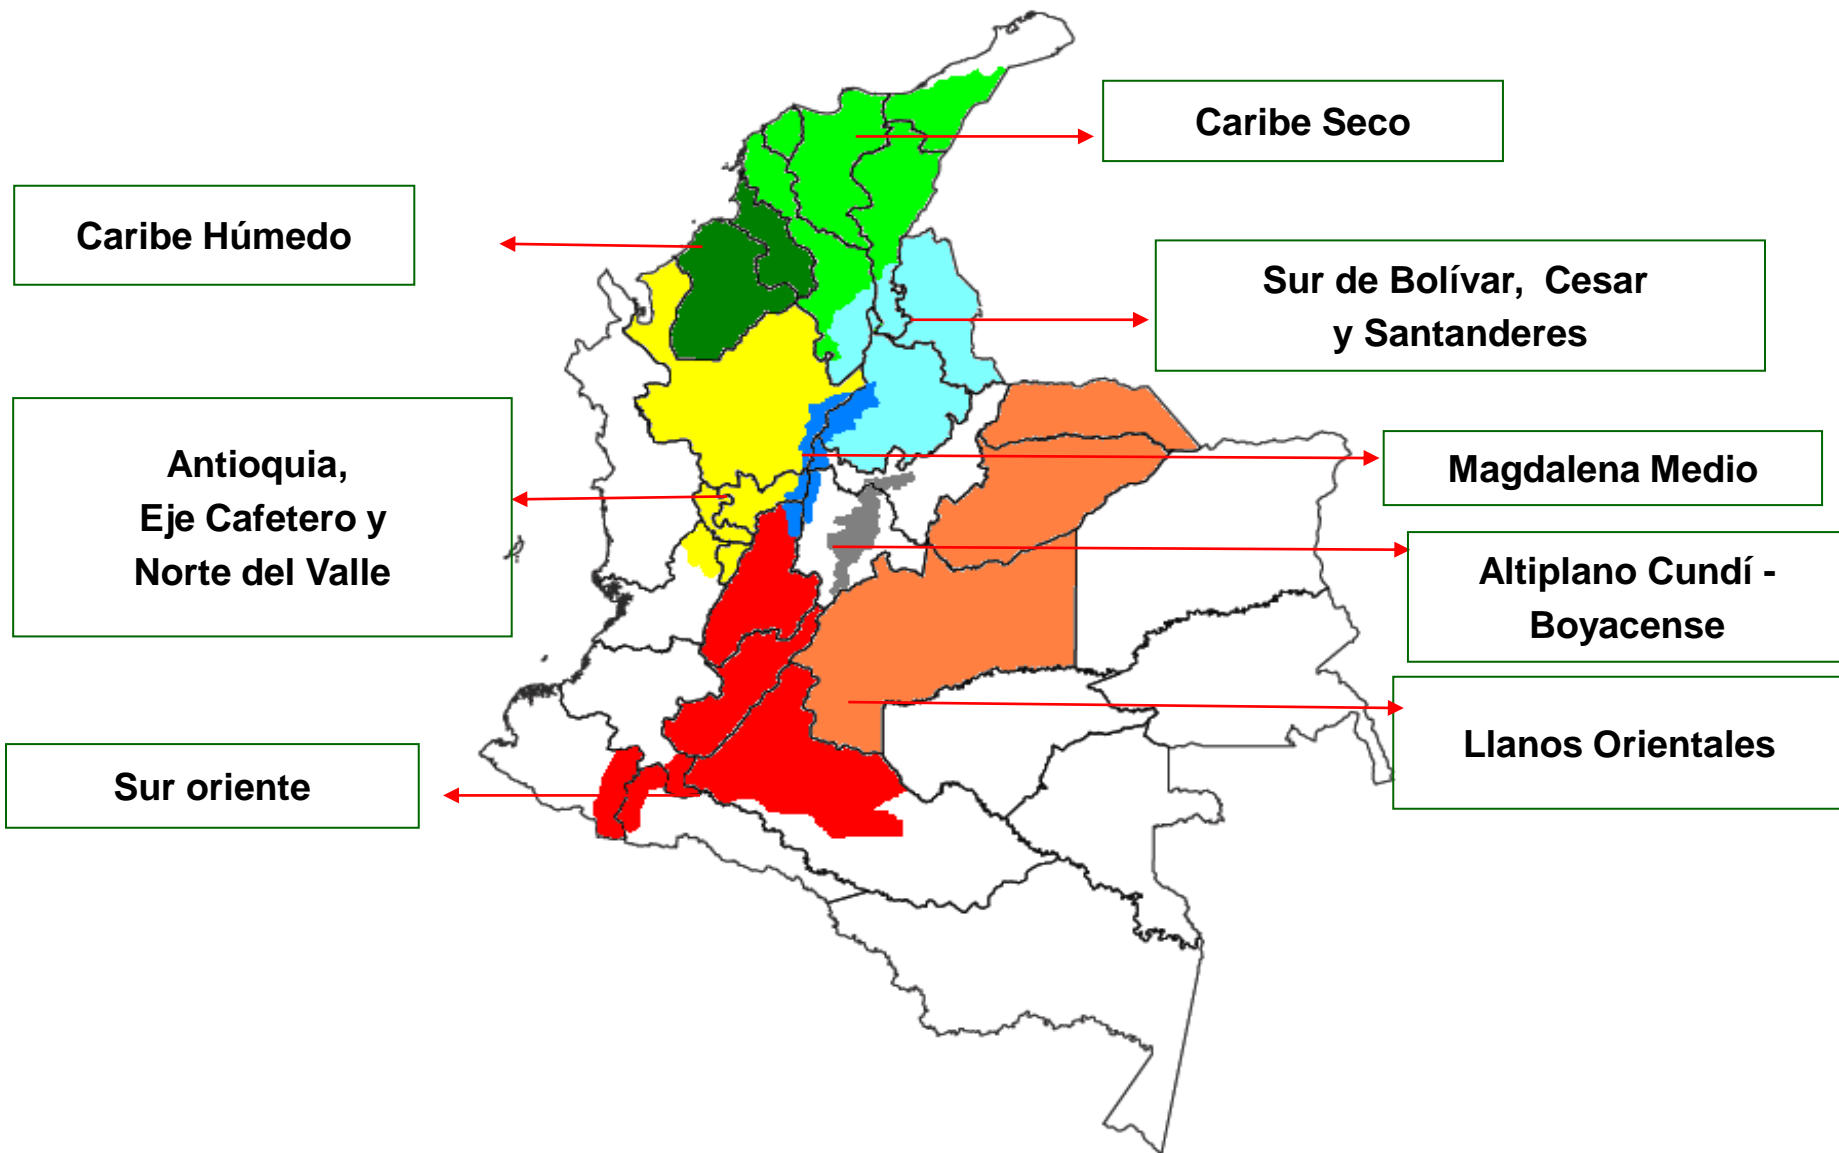 Caribe Seco
Caribe Húmedo
Sur de Bolívar, Cesar
y Santanderes
Antioquia,
Eje Cafetero y
Norte del Valle
Magdalena Medio
Altiplano Cundí -
Boyacense
Llanos Orientales
Sur oriente